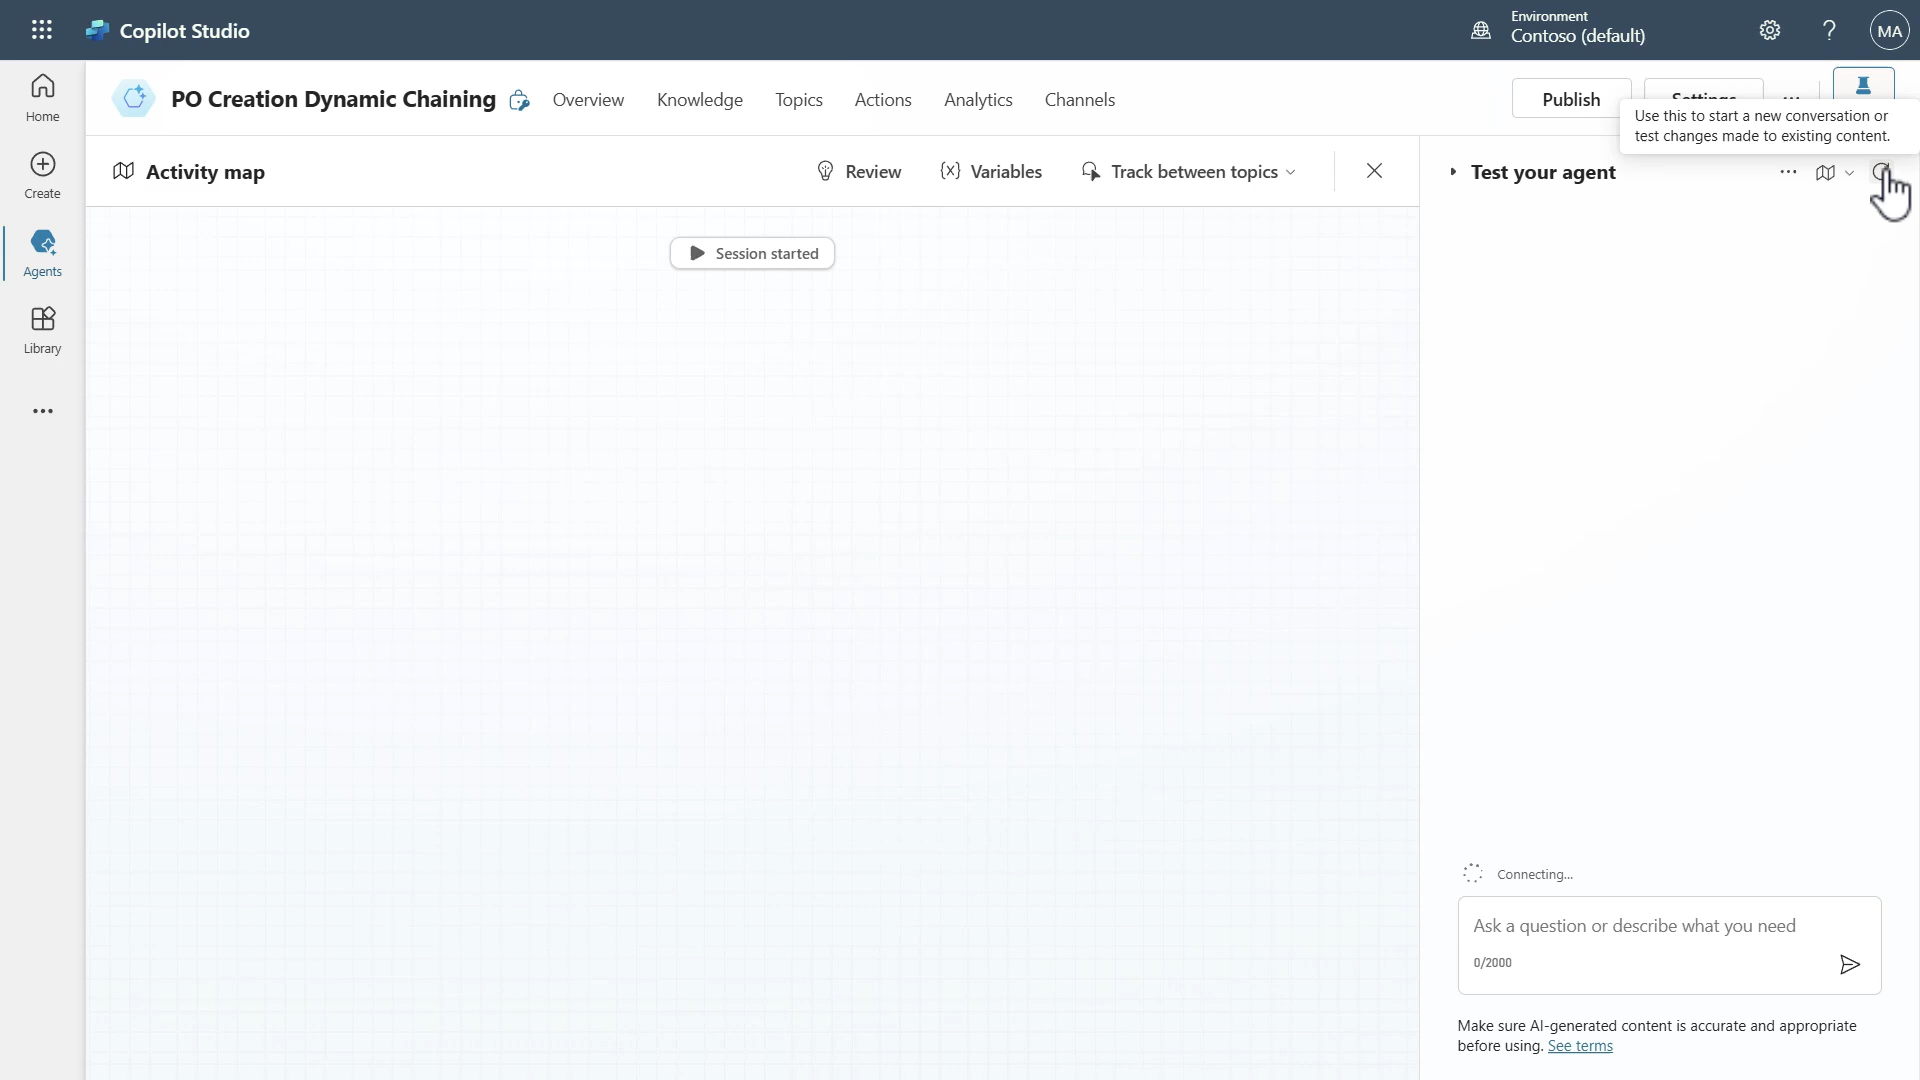 Copilot Studio
Environment
Contoso (default)
MA
Home
Create
Agents
Library
PO Creation Dynamic Chaining
Overview
Knowledge
Topics
Actions
Analytics
Channels
Publish
Settings
Use this to start a new conversation or
test changes made to existing content.
Activity map
Review
Variables
Track between topics
Test your agent
Session started
Connecting...
Ask a question or describe what you need
0/2000
Make sure AI-generated content is accurate and appropriate
before using. See terms